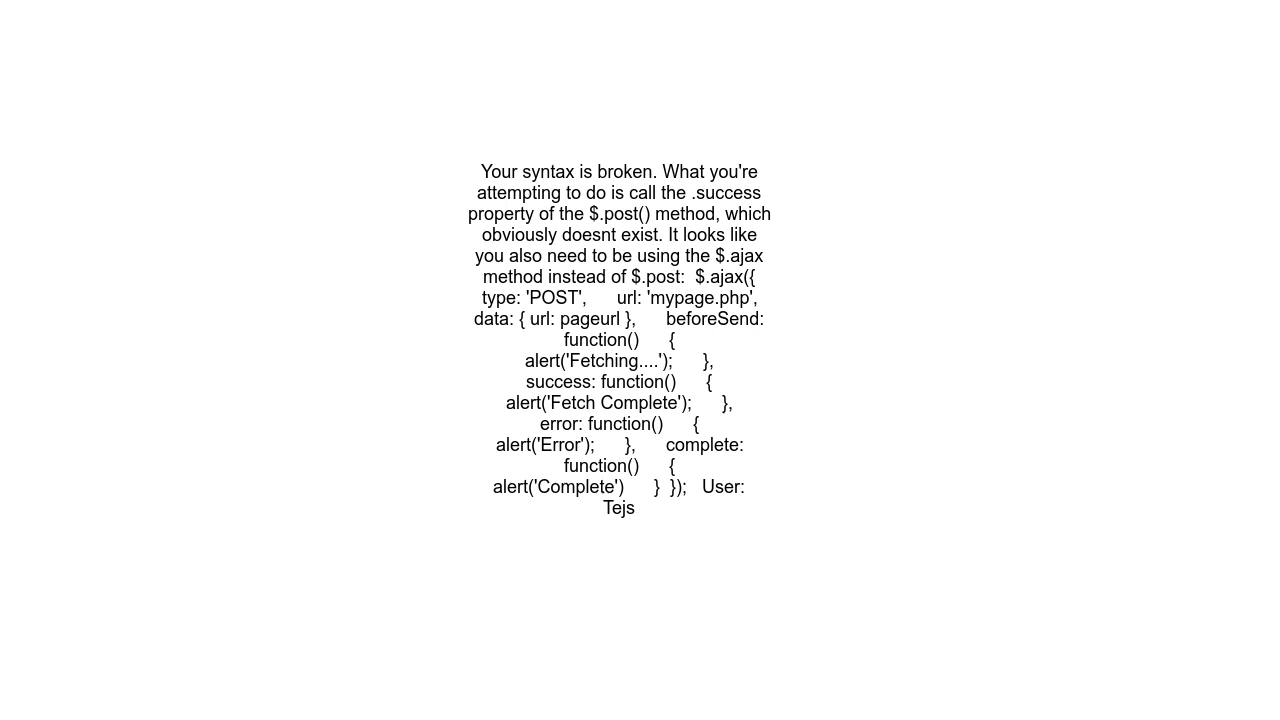 Your syntax is broken. What you're
attempting to do is call the .success
property of the $.post() method, which
obviously doesnt exist. It looks like
you also need to be using the $.ajax
method instead of $.post:  $.ajax({
type: 'POST',      url: 'mypage.php',
data: { url: pageurl },      beforeSend:
function()      {
alert('Fetching....');      },
success: function()      {
alert('Fetch Complete');      },
error: function()      {
alert('Error');      },      complete:
function()      {
alert('Complete')      }  });   User:
Tejs